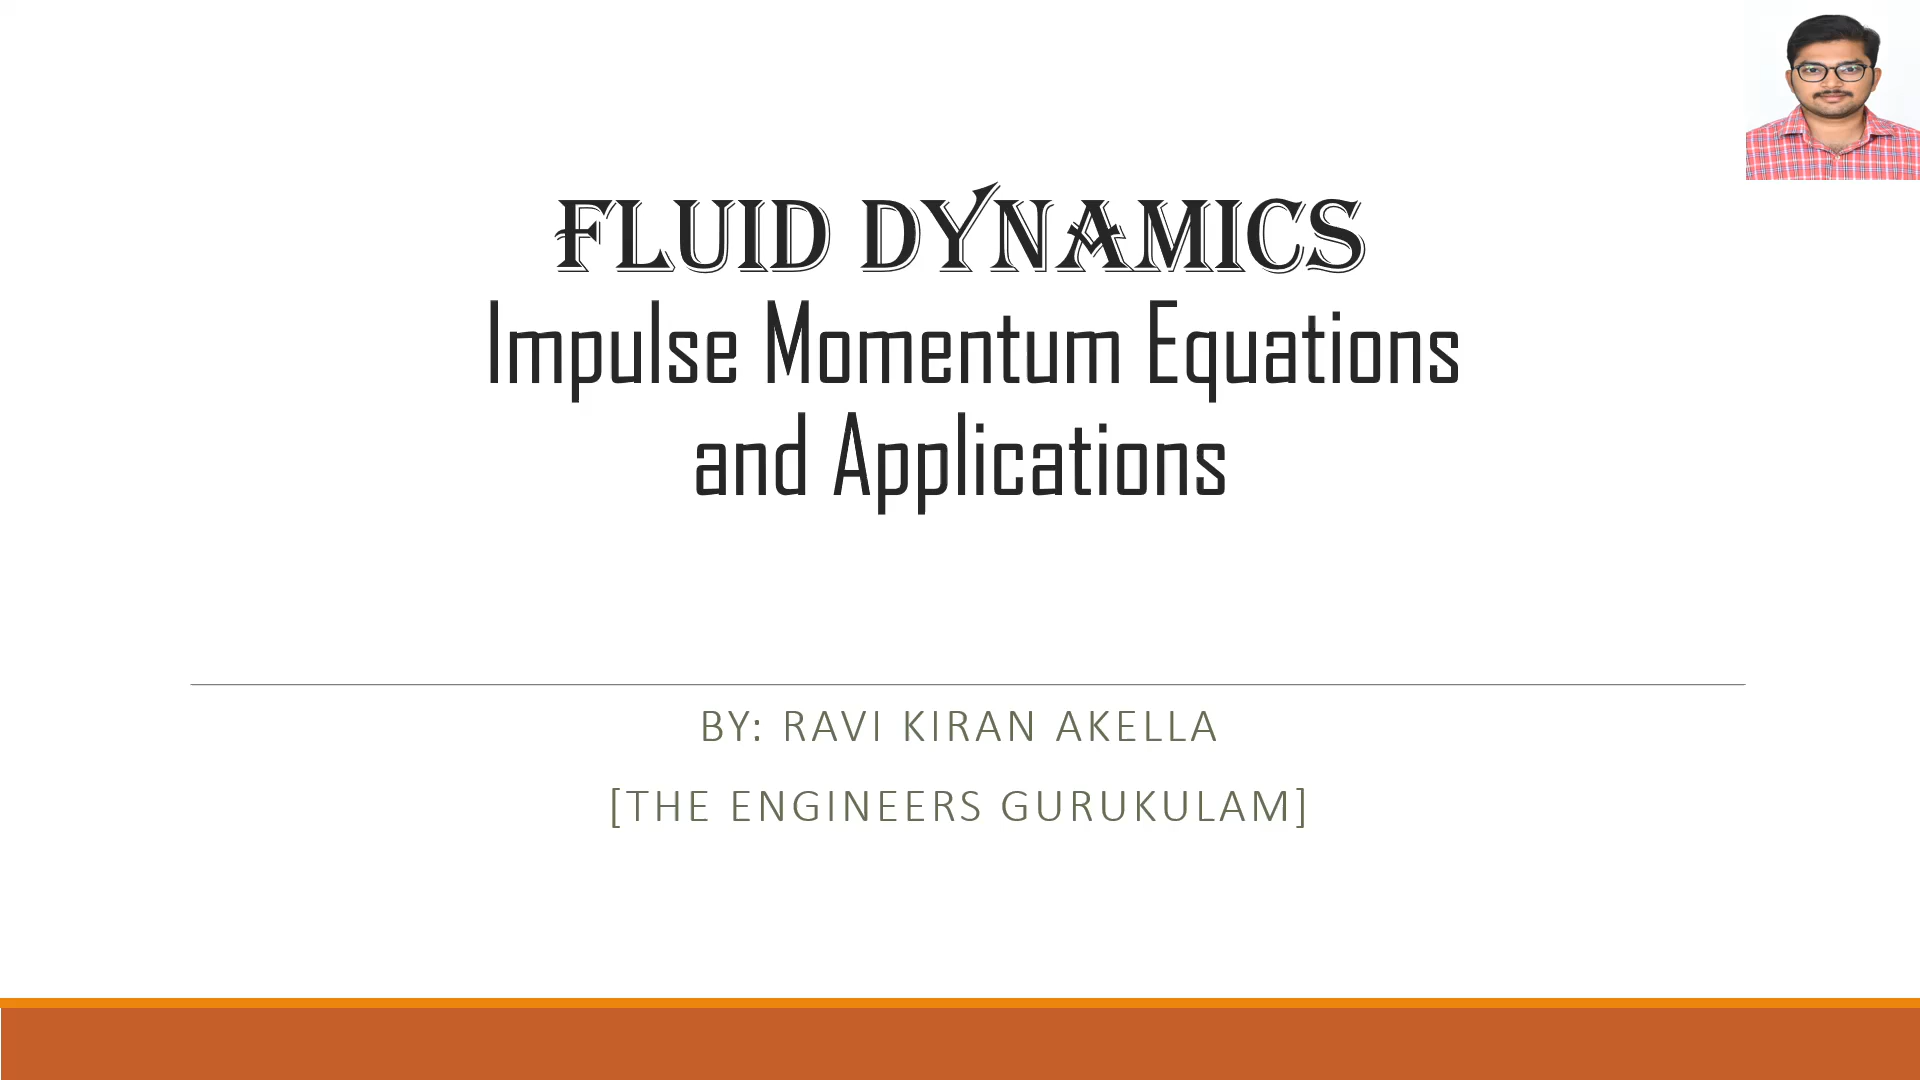 FLUID DYNAMICS
Impulse Momentum Equations
and Applications
BY: RAVI KIRAN AKELLA
[THE ENGINEERS GURUKULAM]